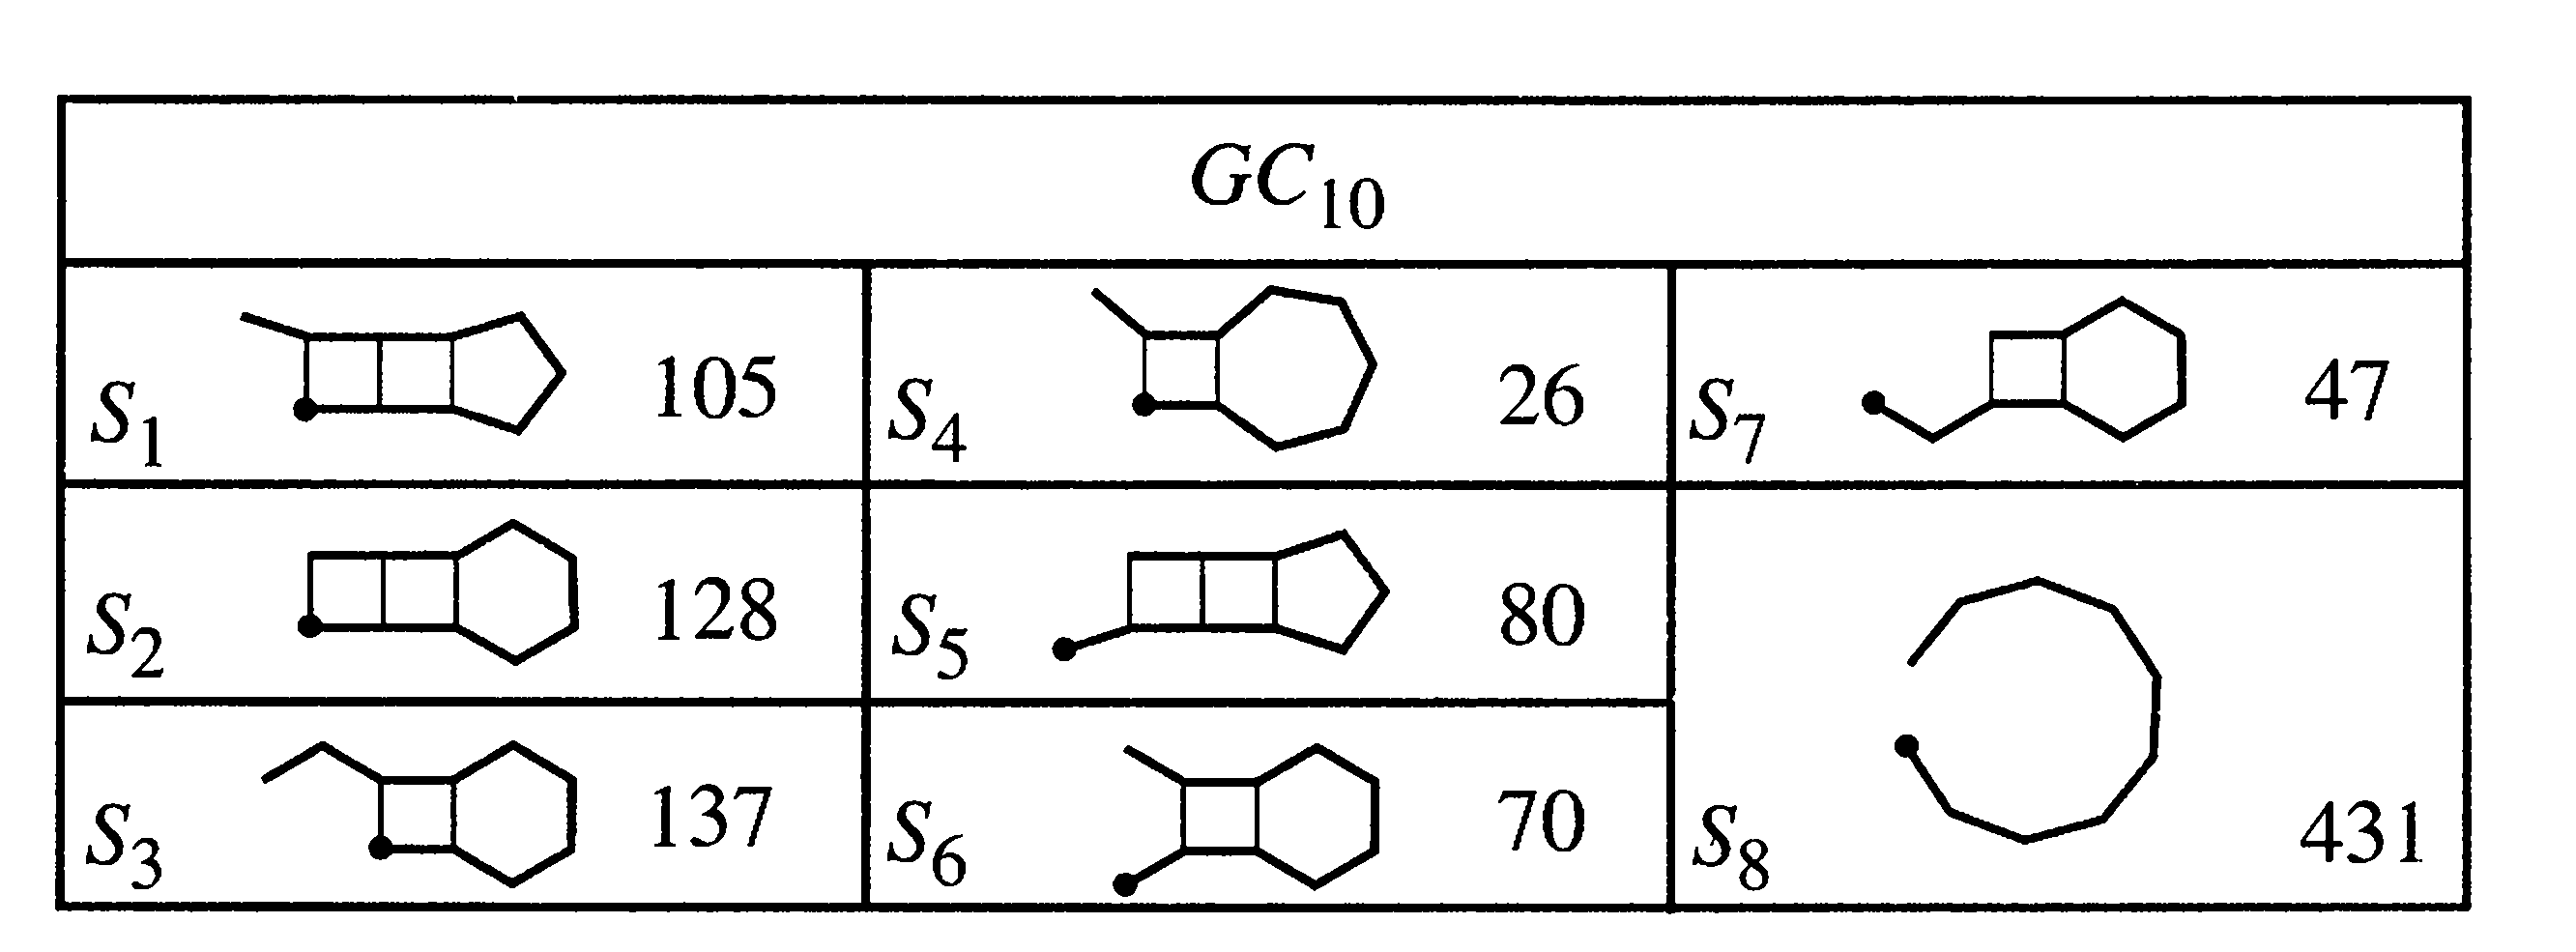 GC₁₀
S₁ 105 S₄ 26 S₇ 47
S₂ 128 S₅ 80
S₃ 137 S₆ 70 S₈ 431